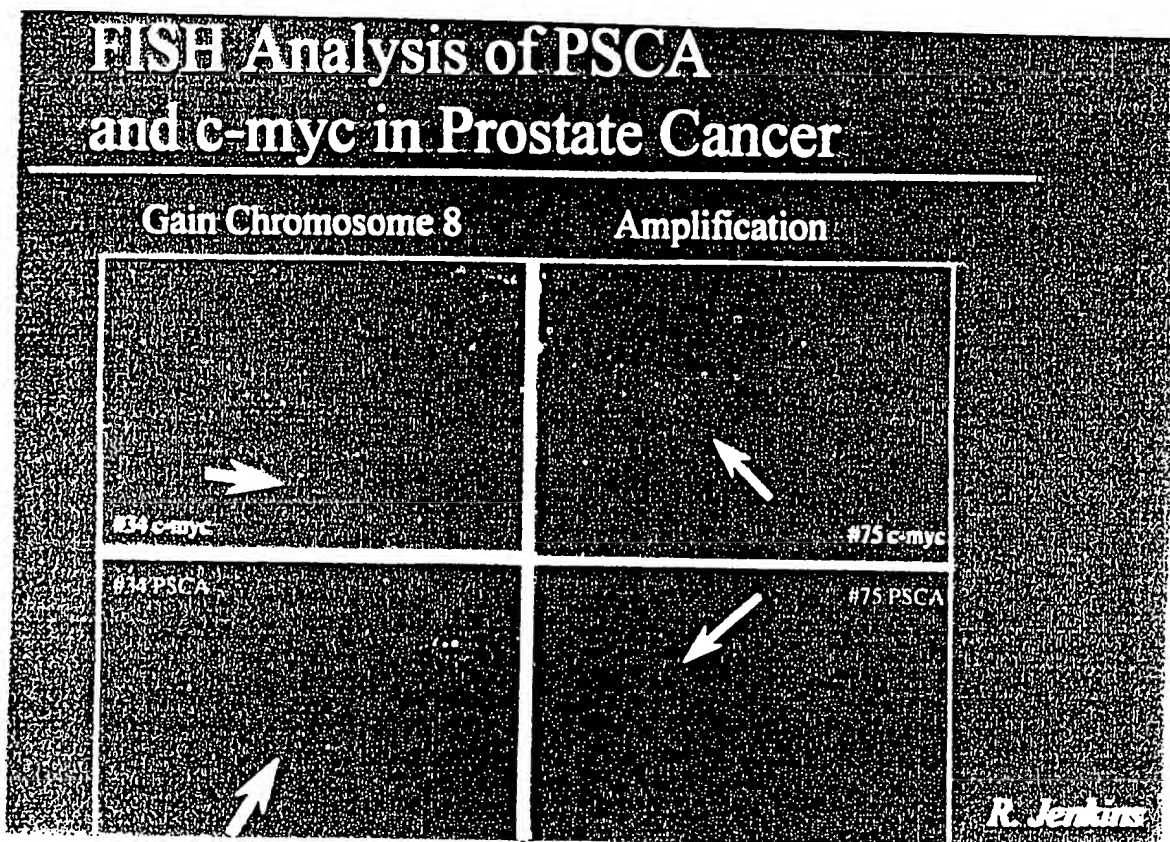 FISH Analysis of PSCA
and c-myc in Prostate Cancer
Gain Chromosome 8
Amplification
#34 c-myc
#75 c-myc
#34 PSCA
#75 PSCA
R. Jenkins